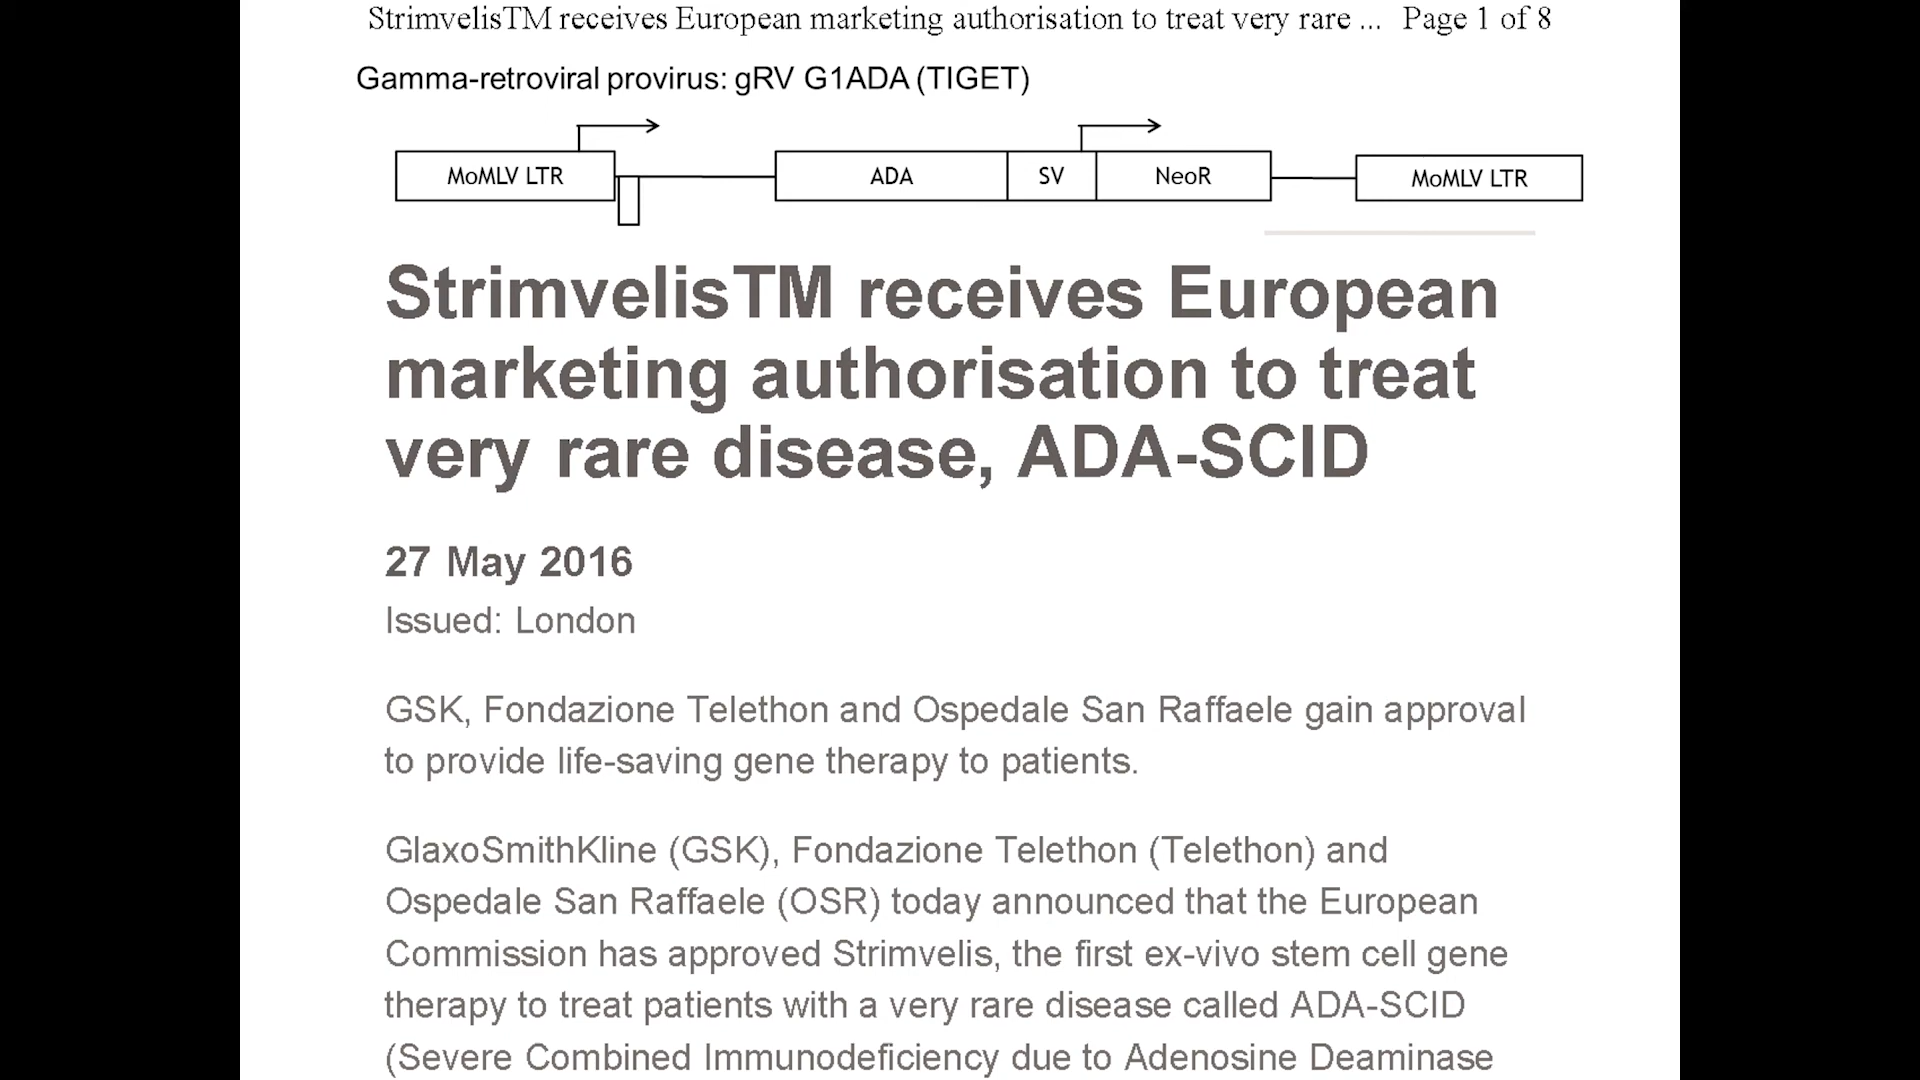 StrimvelisTM receives European marketing authorisation to treat very rare ... Page 1 of 8
Gamma-retroviral provirus: gRV G1ADA (TIGET)
MoMLV LTR ADA SV NeoR MoMLV LTR
StrimvelisTM receives European
marketing authorisation to treat
very rare disease, ADA-SCID
27 May 2016
Issued: London
GSK, Fondazione Telethon and Ospedale San Raffaele gain approval
to provide life-saving gene therapy to patients.
GlaxoSmithKline (GSK), Fondazione Telethon (Telethon) and
Ospedale San Raffaele (OSR) today announced that the European
Commission has approved Strimvelis, the first ex-vivo stem cell gene
therapy to treat patients with a very rare disease called ADA-SCID
(Severe Combined Immunodeficiency due to Adenosine Deaminase